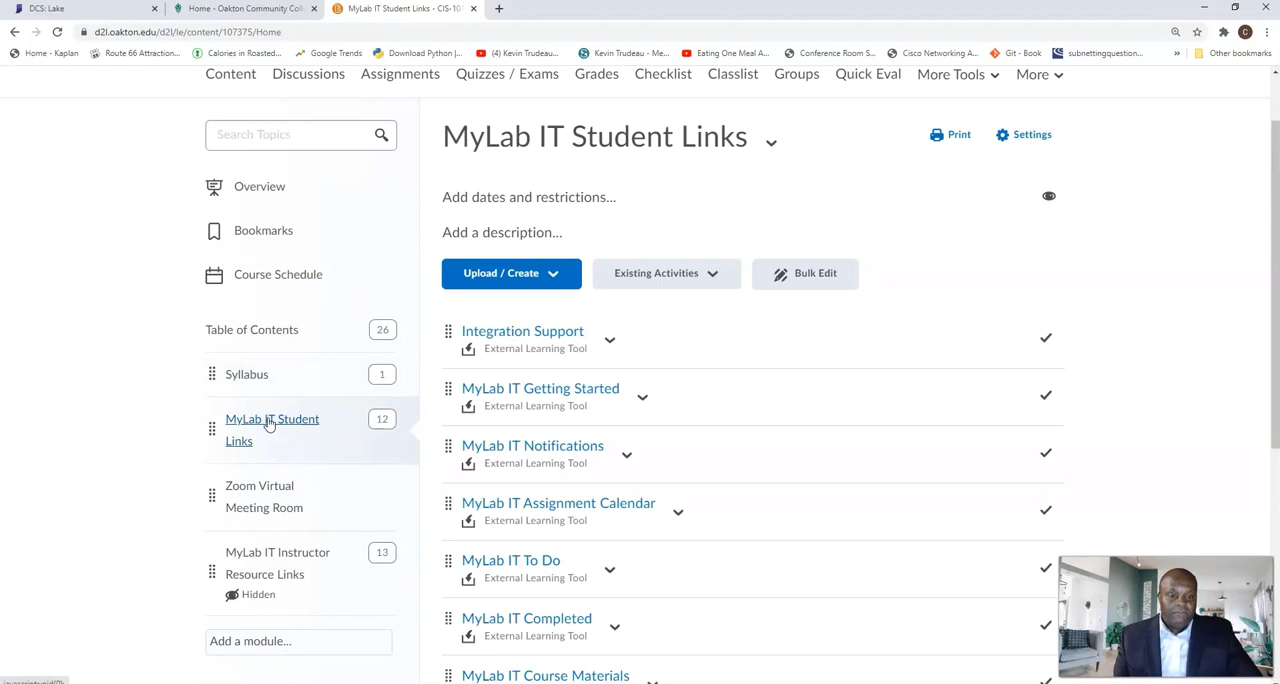 DCS: Lake
Home - Oakton Community Coll
MyLab IT Student Links - CIS-10
d2l.oakton.edu/d2l/le/content/107375/Home
Home - Kaplan
Route 66 Attraction...
Calories in Roasted...
Google Trends
Download Python |...
(4) Kevin Trudeau...
Kevin Trudeau - Me...
Eating One Meal A...
Conference Room S...
Cisco Networking A...
Git - Book
subnettingquestion...
»
Other bookmarks
Content
Discussions
Assignments
Quizzes / Exams
Grades
Checklist
Classlist
Groups
Quick Eval
More Tools
More
Search Topics
Overview
Bookmarks
Course Schedule
Table of Contents 26
Syllabus 1
MyLab IT Student 12
Links
Zoom Virtual
Meeting Room
MyLab IT Instructor 13
Resource Links
Hidden
Add a module...
MyLab IT Student Links
Print
Settings
Add dates and restrictions...
Add a description...
Upload / Create
Existing Activities
Bulk Edit
Integration Support
External Learning Tool
MyLab IT Getting Started
External Learning Tool
MyLab IT Notifications
External Learning Tool
MyLab IT Assignment Calendar
External Learning Tool
MyLab IT To Do
External Learning Tool
MyLab IT Completed
External Learning Tool
MyLab IT Course Materials